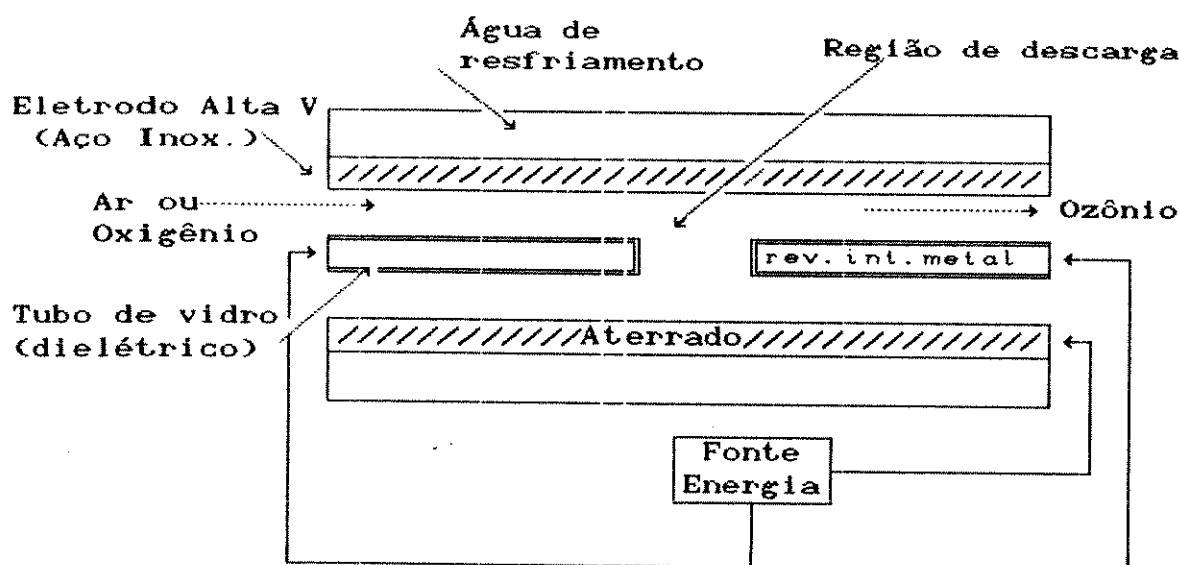 Água de
resfriamento
Região de descarga
Eletrodo Alta V
(Aço Inox.)
Ar ou
Oxigênio
Ozônio
rev.int.metal
Tubo de vidro
(dielétrico)
Aterrado
Fonte
Energia